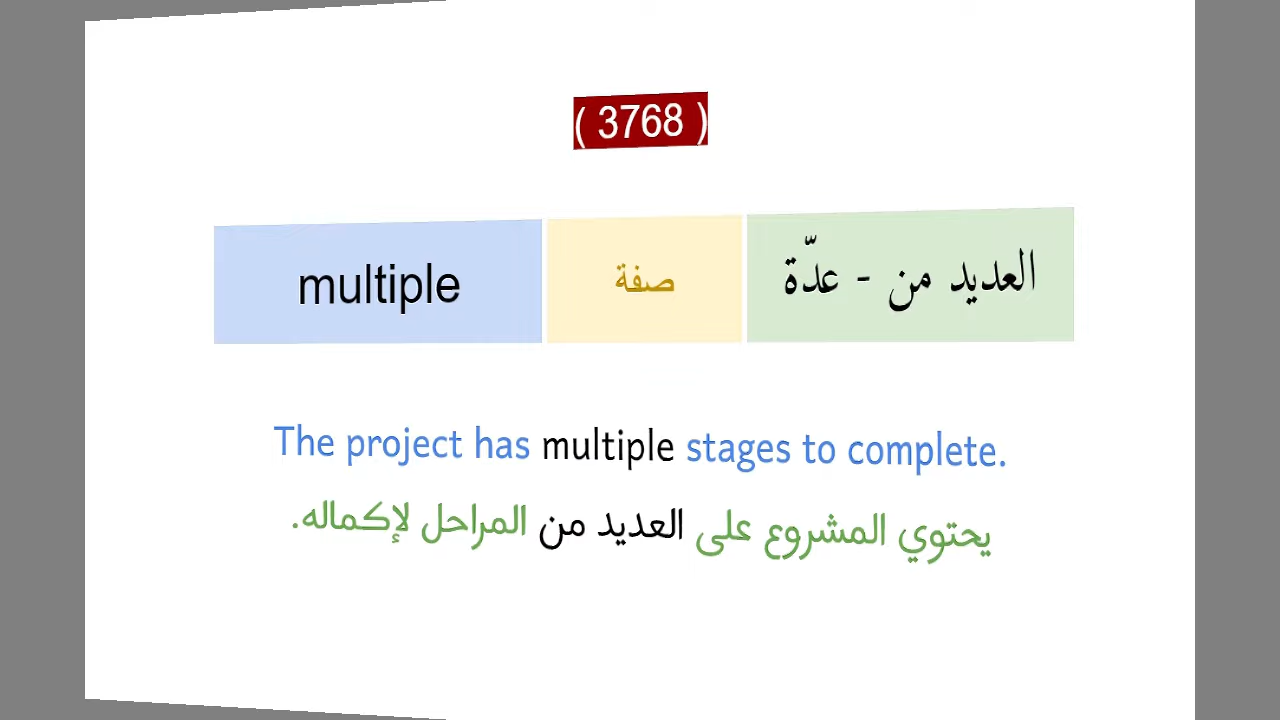 ( 3768 )
multiple صفة العديد من - عدّة
The project has multiple stages to complete.
يحتوي المشروع على العديد من المراحل لإكماله.